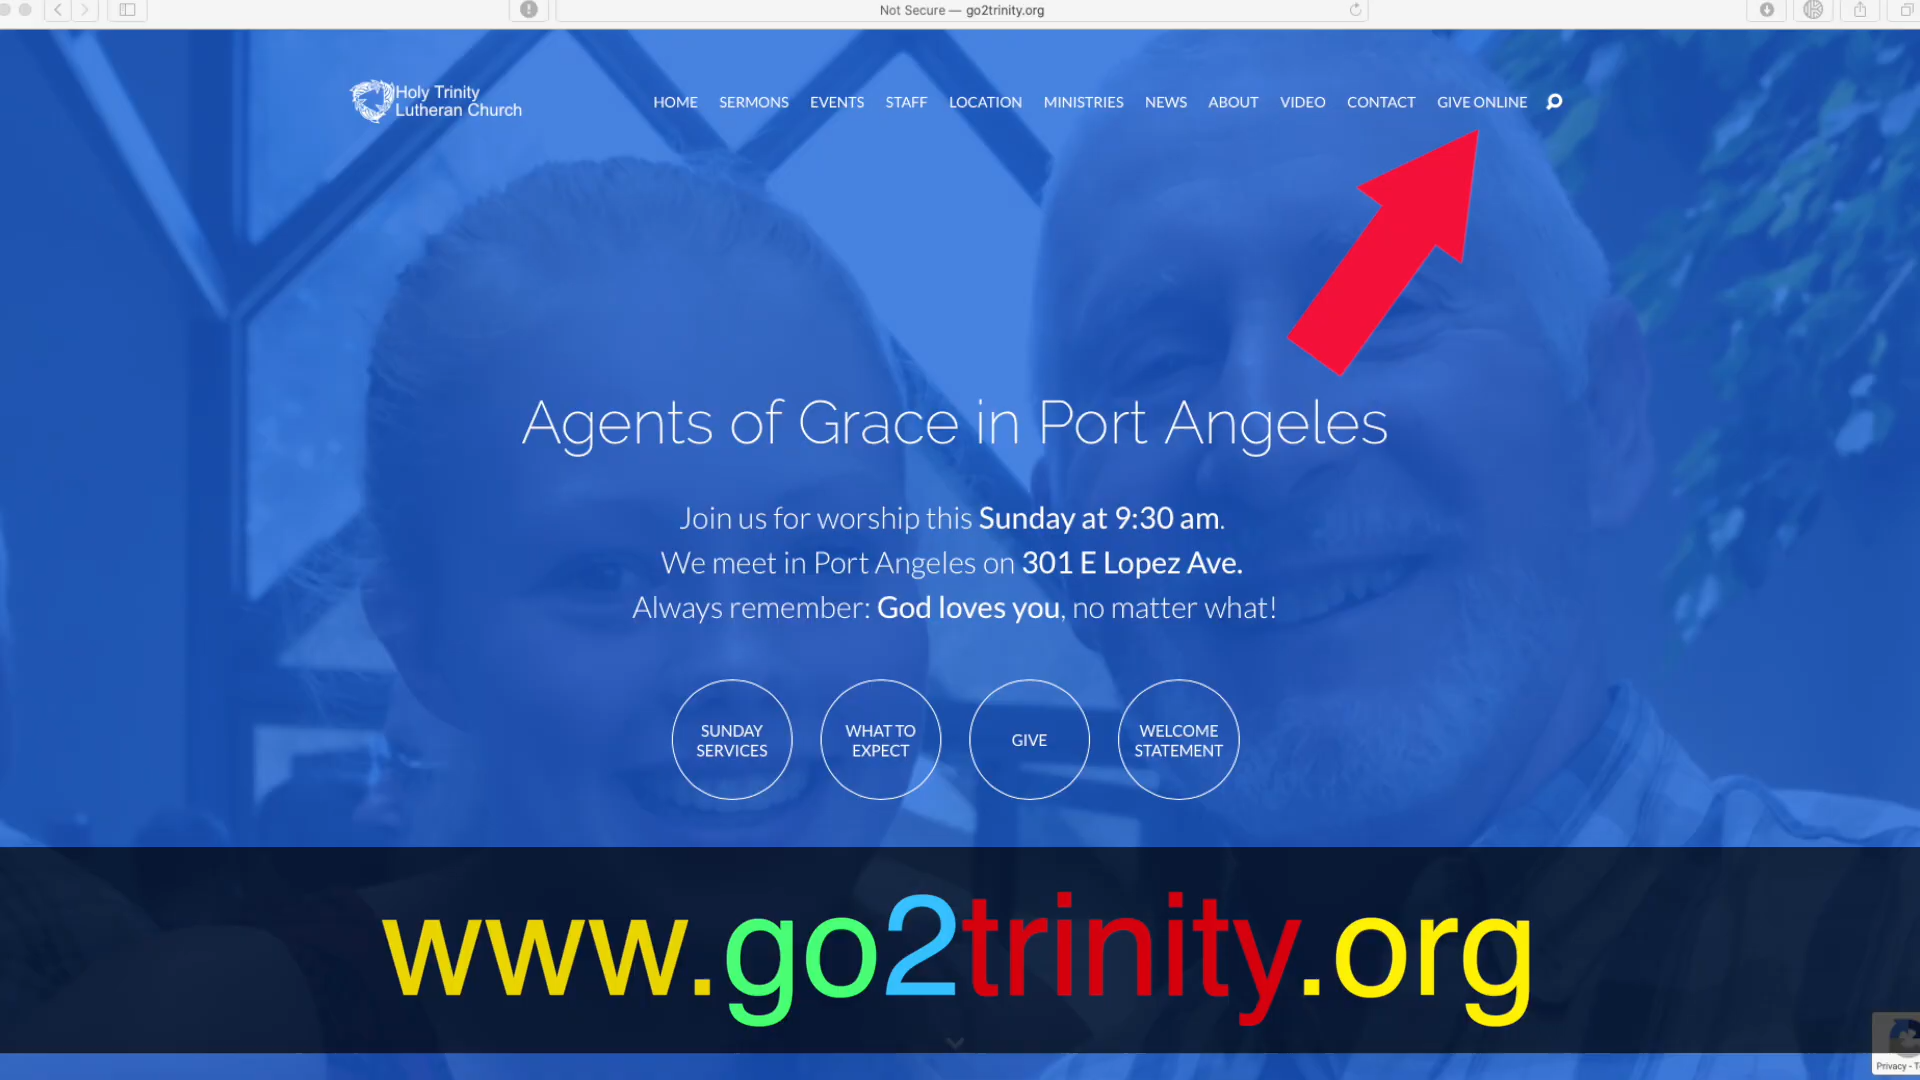 Not Secure — go2trinity.org
Holy Trinity
Lutheran Church
HOME SERMONS EVENTS STAFF LOCATION MINISTRIES NEWS ABOUT VIDEO CONTACT GIVE ONLINE
Agents of Grace in Port Angeles
Join us for worship this Sunday at 9:30 am.
We meet in Port Angeles on 301 E Lopez Ave.
Always remember: God loves you, no matter what!
SUNDAY
SERVICES
WHAT TO
EXPECT
GIVE
WELCOME
STATEMENT
www.go2trinity.org
Privacy - T